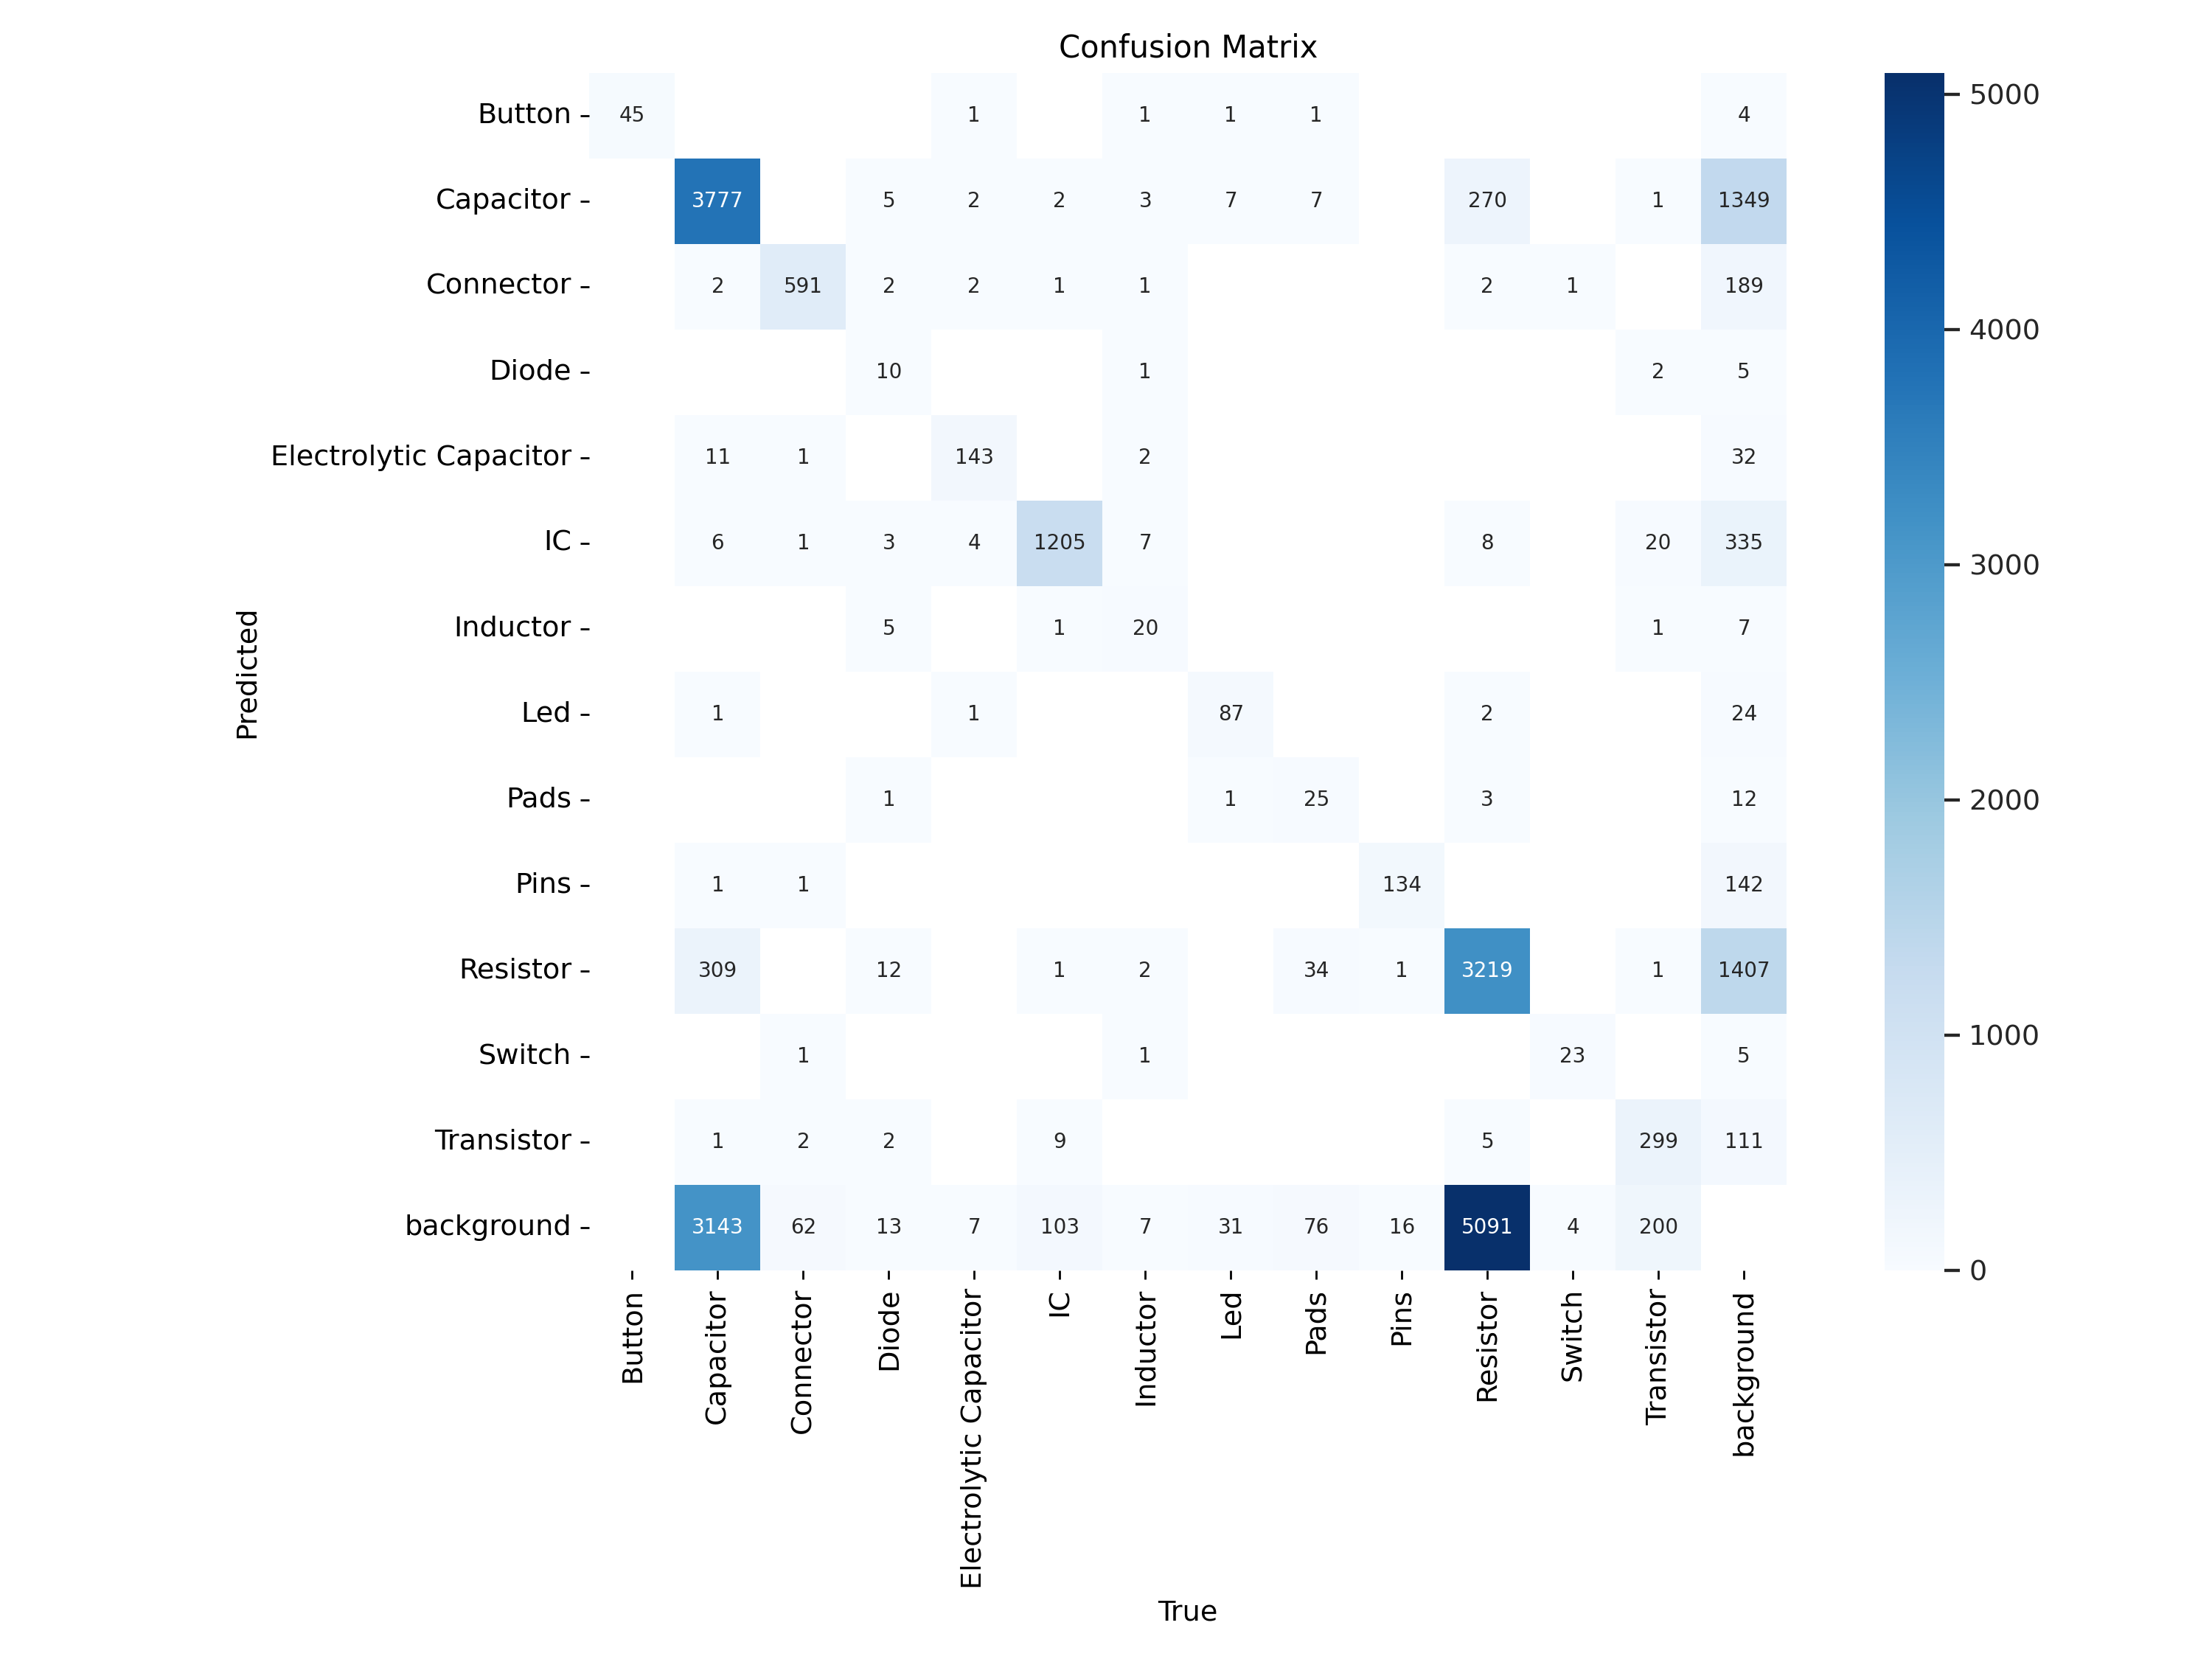 Confusion Matrix
Button 45 1 1 1 1 4
Capacitor 3777 5 2 2 3 7 7 270 1 1349
Connector 2 591 2 2 1 1 2 1 189
Diode 10 1 2 5
Electrolytic Capacitor 11 1 143 2 32
IC 6 1 3 4 1205 7 8 20 335
Inductor 5 1 20 1 7
Led 1 1 87 2 24
Pads 1 1 25 3 12
Pins 1 1 134 142
Resistor 309 12 1 2 34 1 3219 1 1407
Switch 1 1 23 5
Transistor 1 2 2 9 5 299 111
background 3143 62 13 7 103 7 31 76 16 5091 4 200
Predicted
Button
Capacitor
Connector
Diode
Electrolytic Capacitor
IC
Inductor
Led
Pads
Pins
Resistor
Switch
Transistor
background
True
5000
4000
3000
2000
1000
0